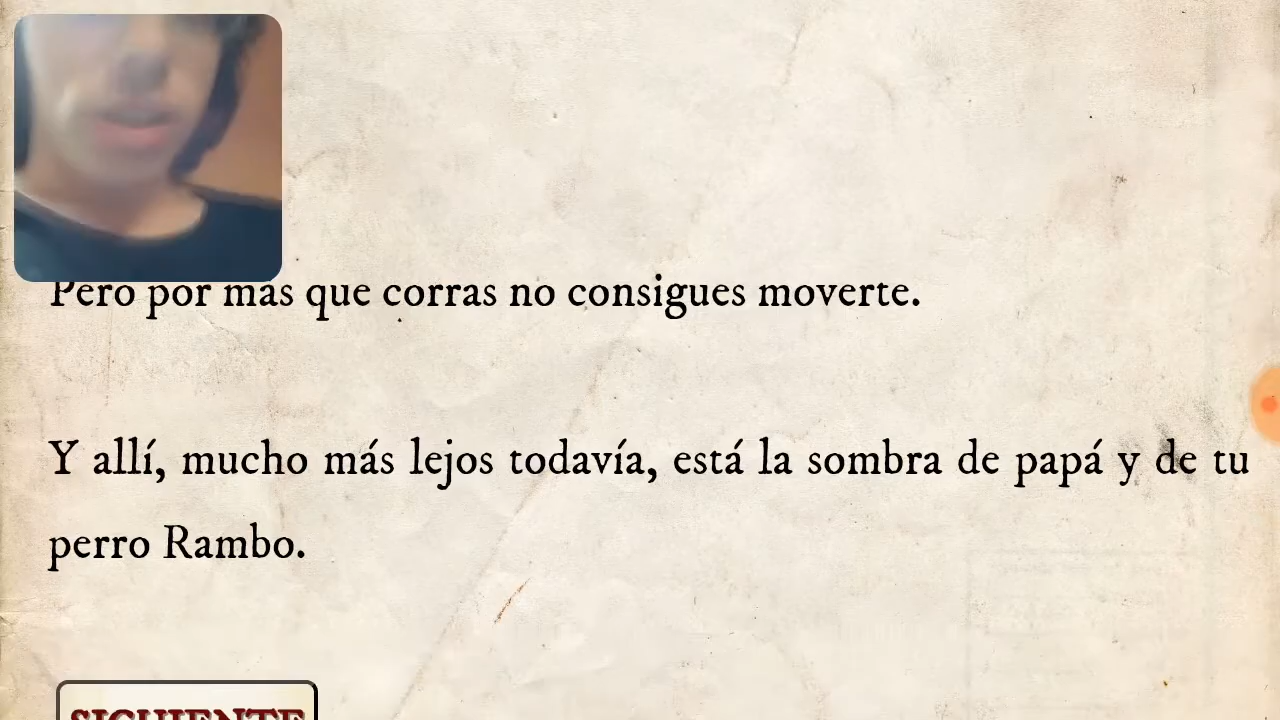 Pero por más que corras no consigues moverte.
Y allí, mucho más lejos todavía, está la sombra de papá y de tu
perro Rambo.
SIGUIENTE